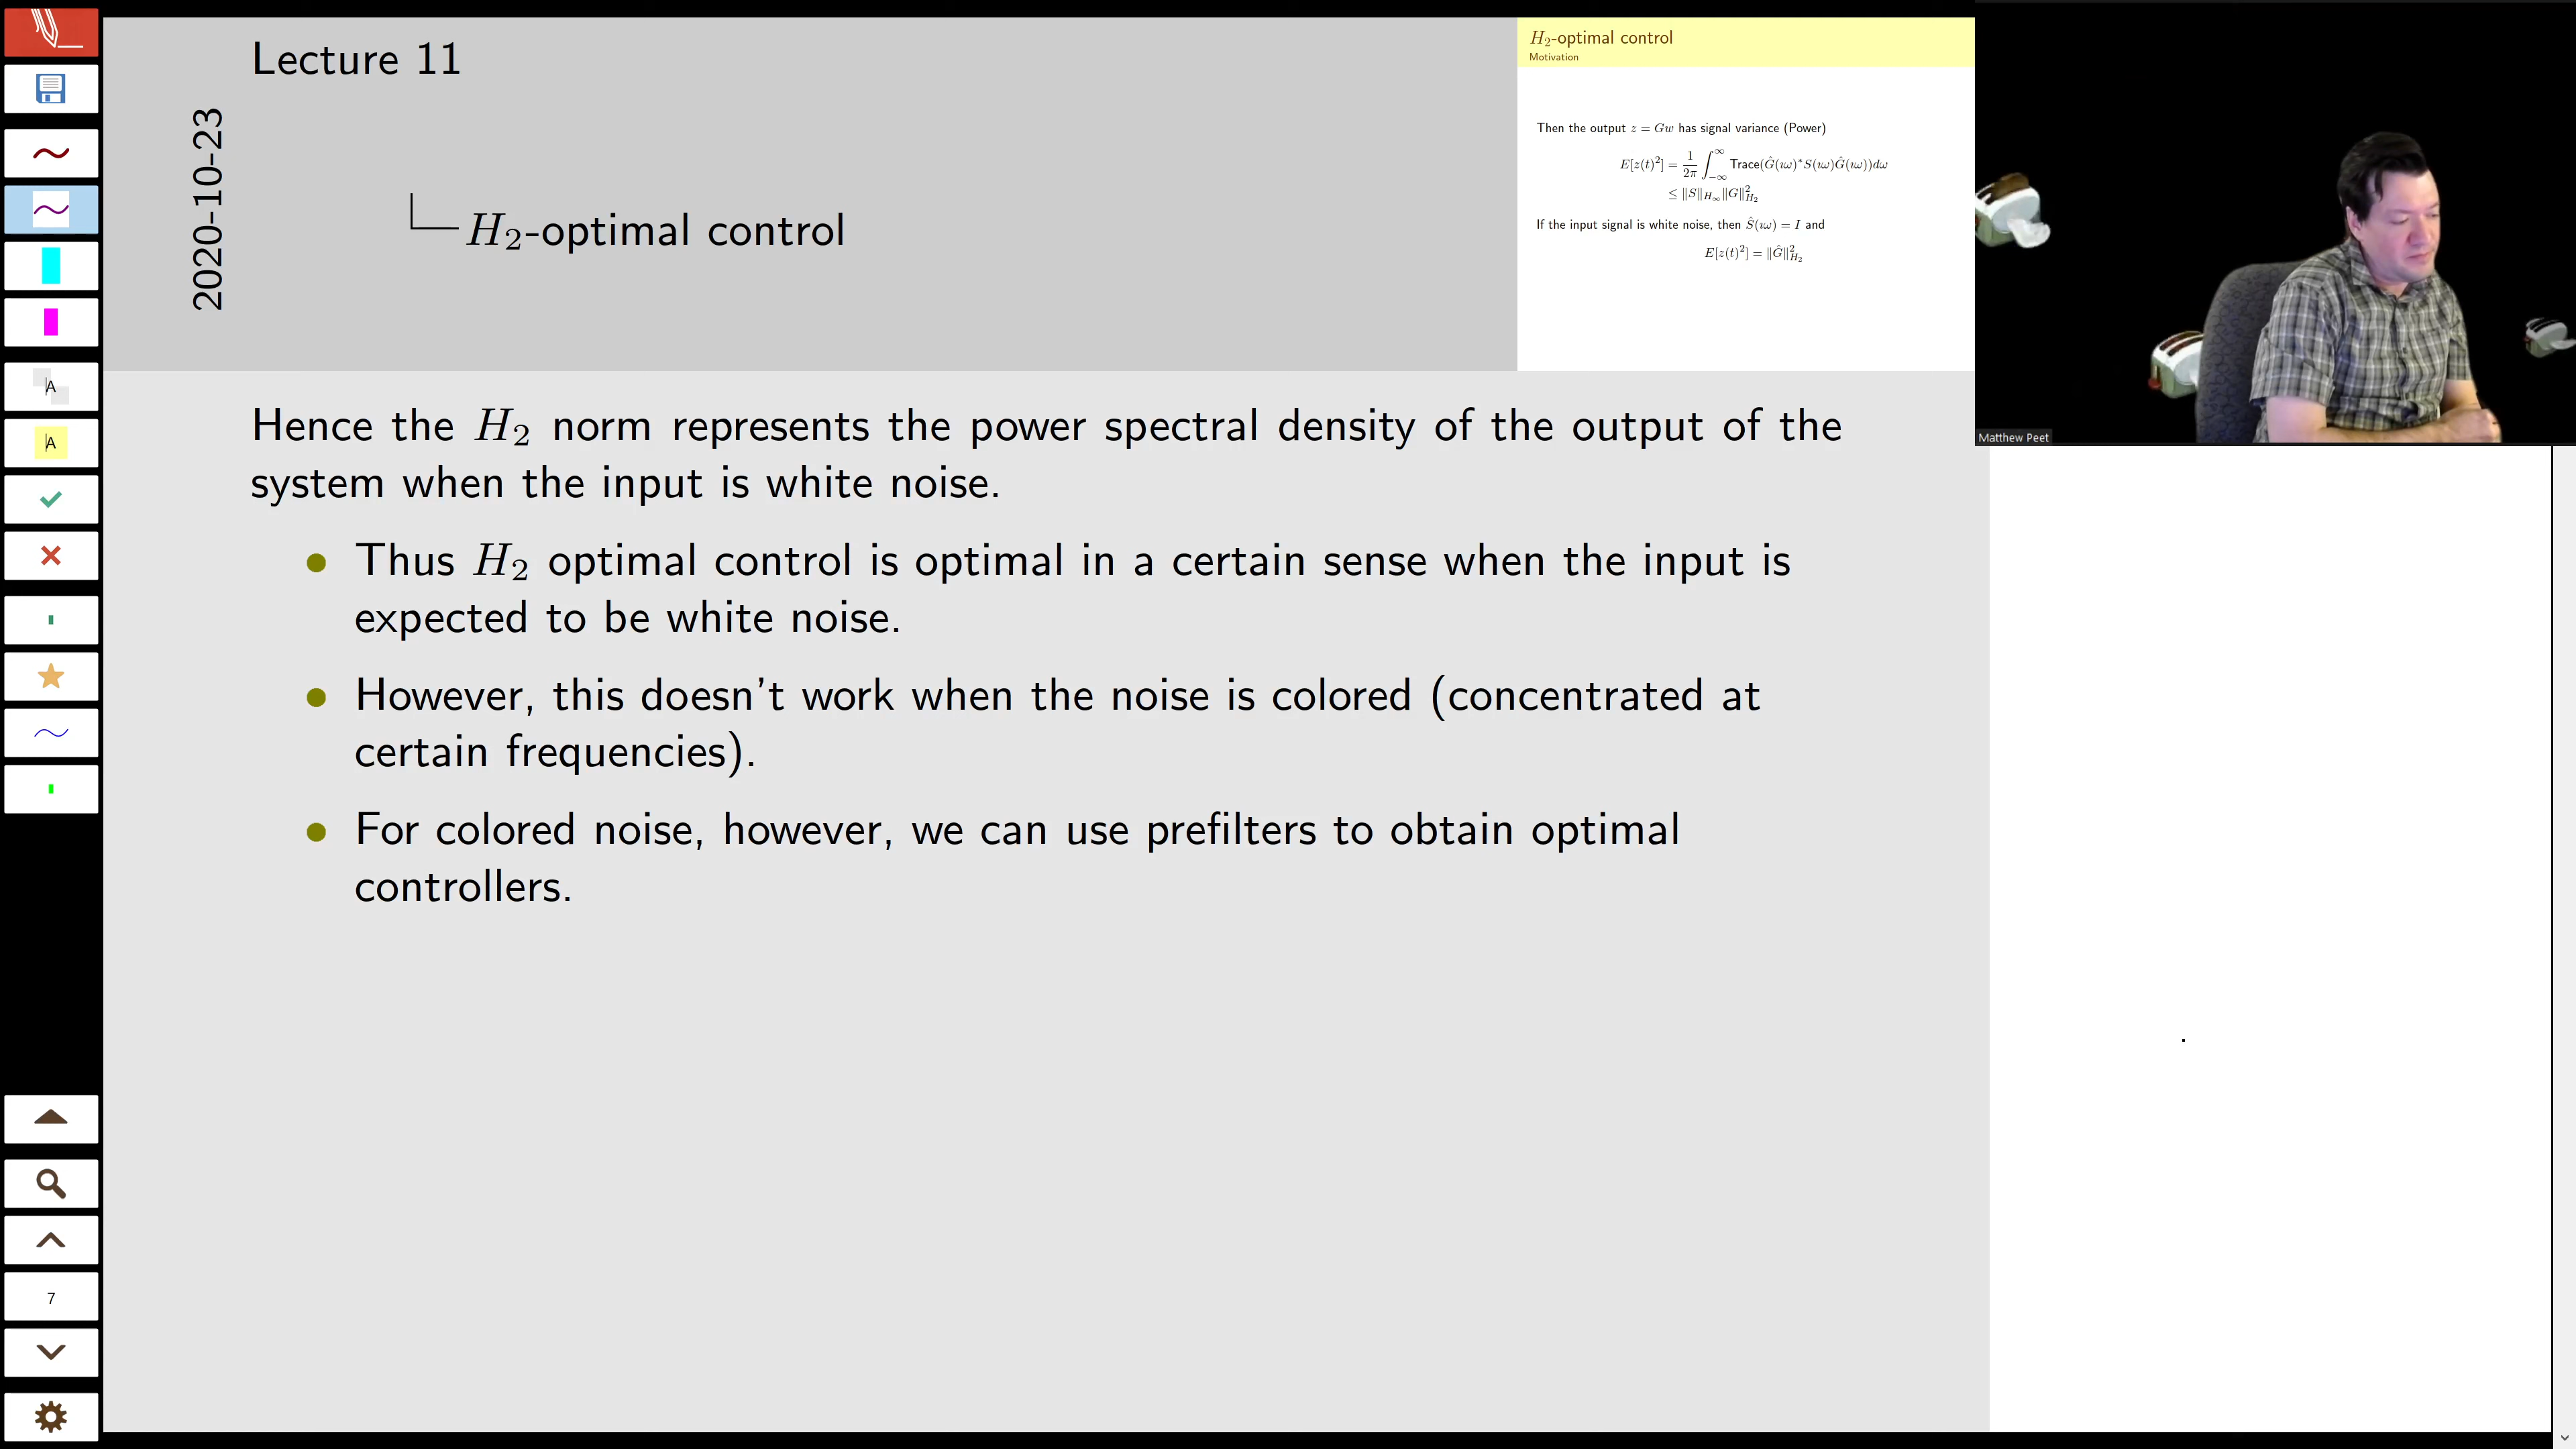 Lecture 11
2020-10-23
H₂-optimal control
H₂-optimal control
Motivation
Then the output z = Gw has signal variance (Power)
E[z(t)²] = 1/2π ∫_{-∞}^{∞} Trace(Ĝ(ıω)*S(ıω)Ĝ(ıω))dω
≤ ‖S‖_{H∞}‖G‖²_{H₂}
If the input signal is white noise, then Ŝ(ıω) = I and
E[z(t)²] = ‖Ĝ‖²_{H₂}
Matthew Peet
Hence the H₂ norm represents the power spectral density of the output of the
system when the input is white noise.
• Thus H₂ optimal control is optimal in a certain sense when the input is
expected to be white noise.
• However, this doesn't work when the noise is colored (concentrated at
certain frequencies).
• For colored noise, however, we can use prefilters to obtain optimal
controllers.
A
A
7